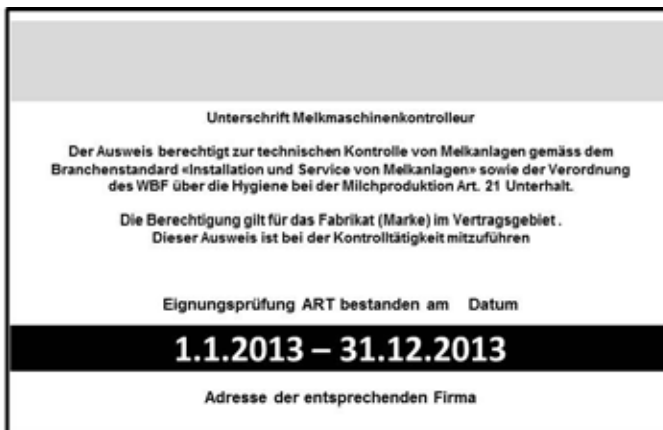 Unterschrift Melkmaschinenkontrolleur
Der Ausweis berechtigt zur technischen Kontrolle von Melkanlagen gemäss dem
Branchenstandard «Installation und Service von Melkanlagen» sowie der Verordnung
des WBF über die Hygiene bei der Milchproduktion Art. 21 Unterhalt.
Die Berechtigung gilt für das Fabrikat (Marke) im Vertragsgebiet .
Dieser Ausweis ist bei der Kontrolltätigkeit mitzuführen
Eignungsprüfung ART bestanden am Datum
1.1.2013 – 31.12.2013
Adresse der entsprechenden Firma